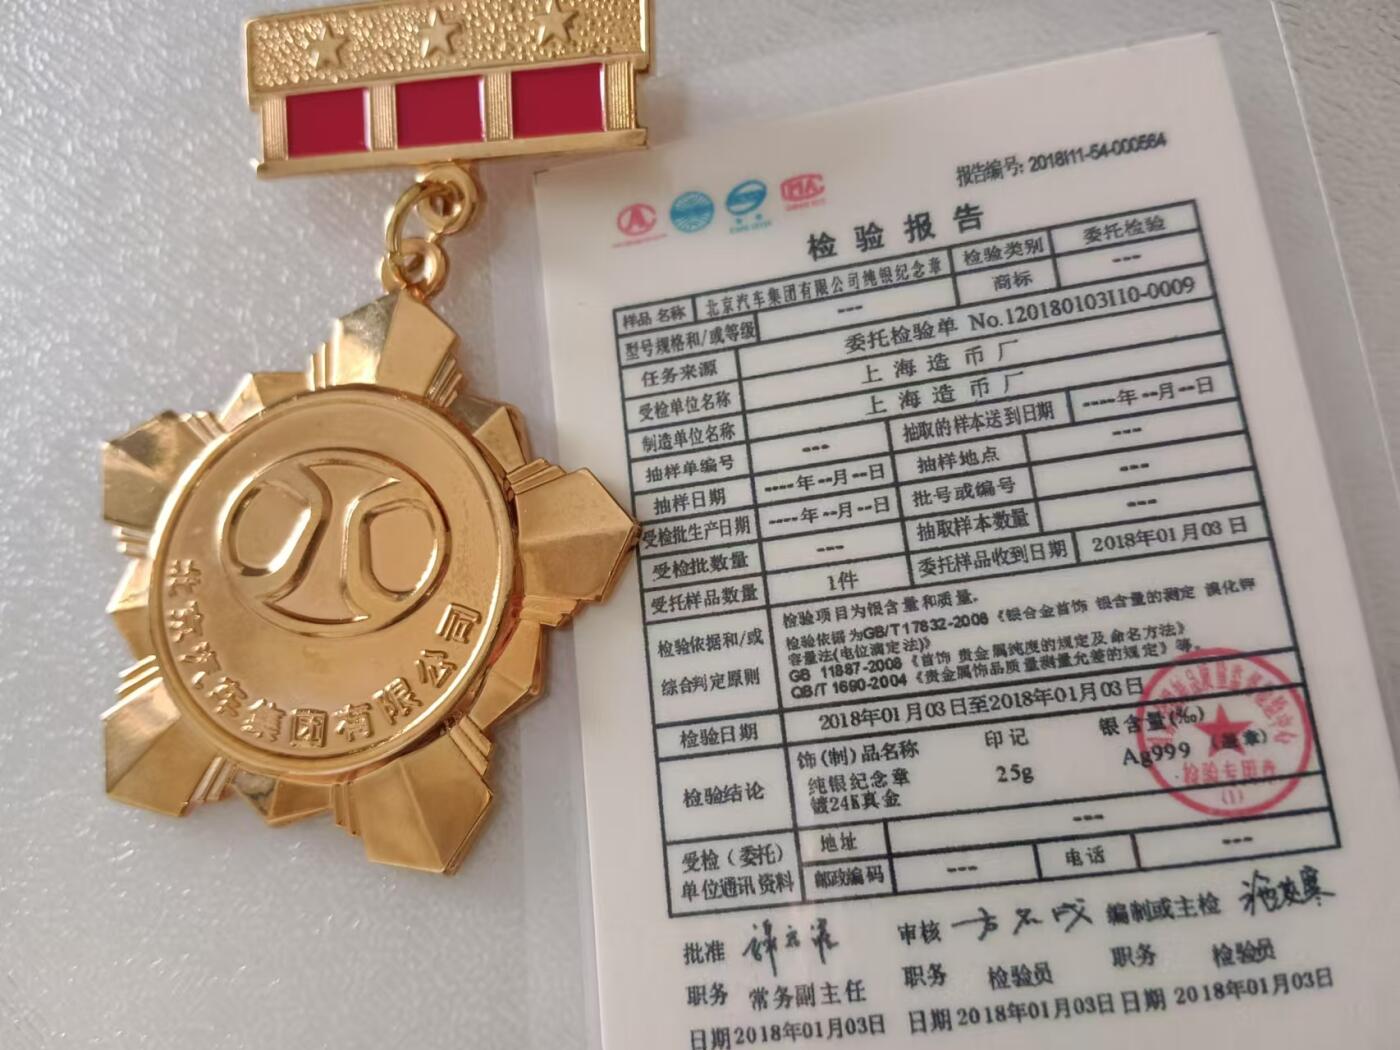 北京汽车集团有限公司
报告编号: 2018I11-54-000564
检验报告
样品名称 北京汽车集团有限公司纯银纪念章 检验类别 委托检验
型号规格和/或等级 --- 商标 ---
任务来源 委托检验单 No.120180103I10-0009
受检单位名称 上海造币厂
制造单位名称 上海造币厂
抽样单编号 --- 抽取的样本送到日期 ----年--月--日
抽样日期 ----年--月--日 抽样地点 ---
受检批生产日期 ----年--月--日 批号或编号 ---
受检批数量 --- 抽取样本数量 ---
受托样品数量 1件 委托样品收到日期 2018年01月03日
检验依据和/或综合判定原则
检验项目为银含量和质量。
检验依据为GB/T17832-2008《银合金首饰 银含量的测定 溴化钾
容量法(电位滴定法)》
GB 11887-2008《首饰 贵金属纯度的规定及命名方法》
QB/T 1690-2004《贵金属饰品质量测量允差的规定》等。
检验日期 2018年01月03日至2018年01月03日
检验结论 饰(制)品名称 印记 银含量(‰)
纯银纪念章 25g Ag999 (盖章)
镀24K真金
检验专用章
(1)
受检(委托)单位通讯资料 地址 ---
邮政编码 --- 电话 ---
批准 审核 编制或主检
职务 常务副主任 职务 检验员 职务 检验员
日期2018年01月03日 日期2018年01月03日 日期 2018年01月03日